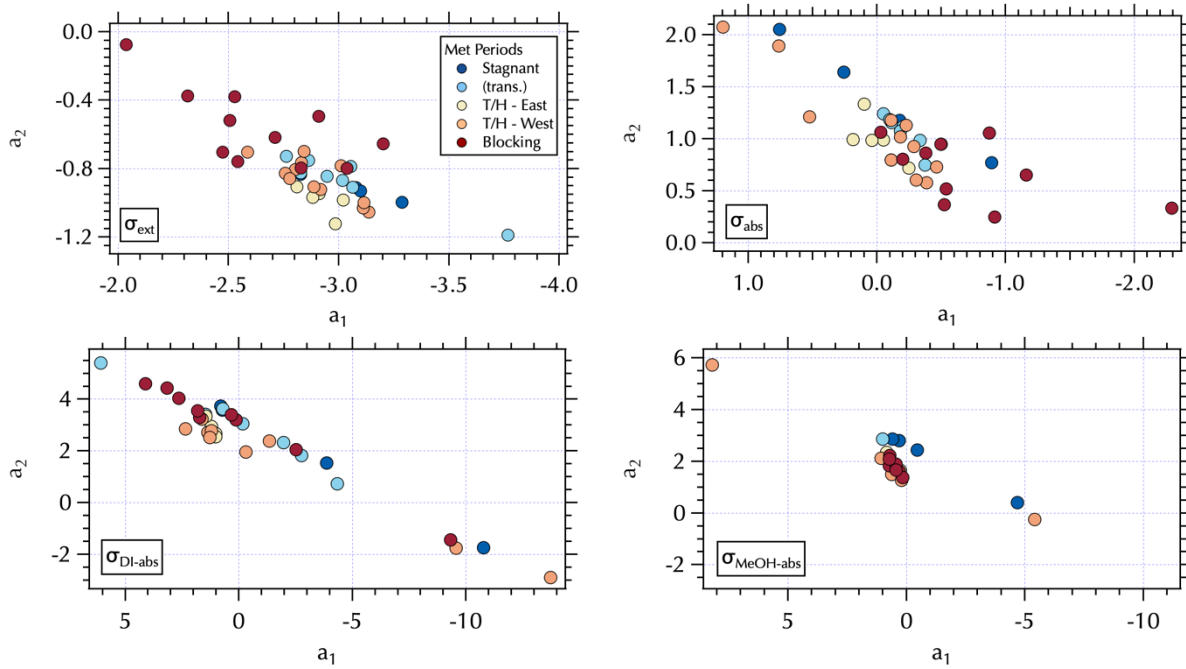 0.0
-0.4
-0.8
-1.2
a2
Met Periods
Stagnant
(trans.)
T/H - East
T/H - West
Blocking
σext
-2.0 -2.5 -3.0 -3.5 -4.0
a1
2.0
1.5
1.0
0.5
0.0
a2
σabs
1.0 0.0 -1.0 -2.0
a1
4
2
0
-2
a2
σDI-abs
5 0 -5 -10
a1
6
4
2
0
-2
a2
σMeOH-abs
5 0 -5 -10
a1